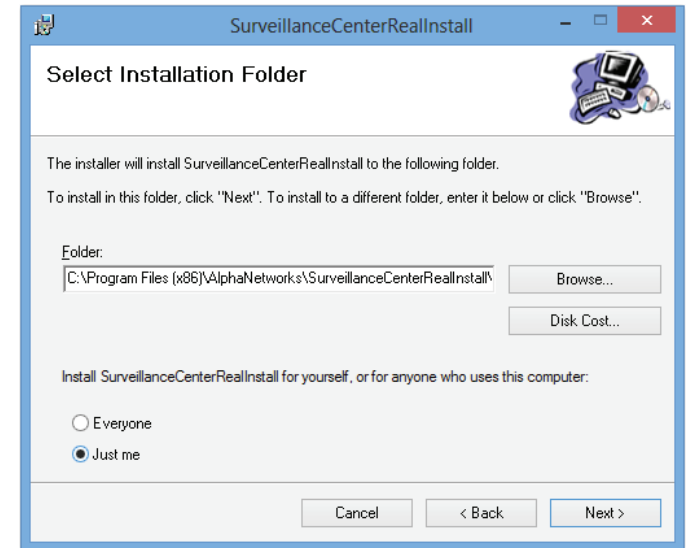 SurveillanceCenterRealInstall
Select Installation Folder
The installer will install SurveillanceCenterRealInstall to the following folder.
To install in this folder, click "Next". To install to a different folder, enter it below or click "Browse".
Folder:
C:\Program Files (x86)\AlphaNetworks\SurveillanceCenterRealInstall\
Browse...
Disk Cost...
Install SurveillanceCenterRealInstall for yourself, or for anyone who uses this computer:
Everyone
Just me
Cancel
< Back
Next >